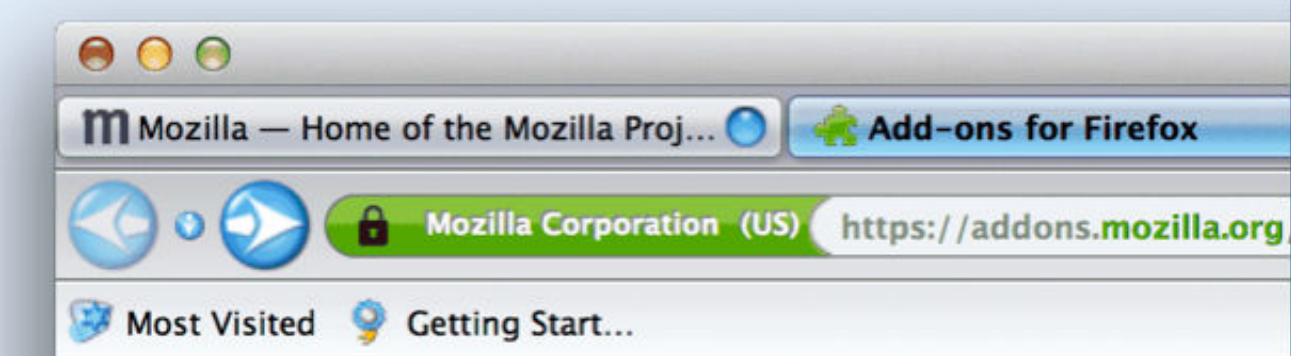 m Mozilla — Home of the Mozilla Proj... Add-ons for Firefox
Mozilla Corporation (US) https://addons.mozilla.org/
Most Visited Getting Start...